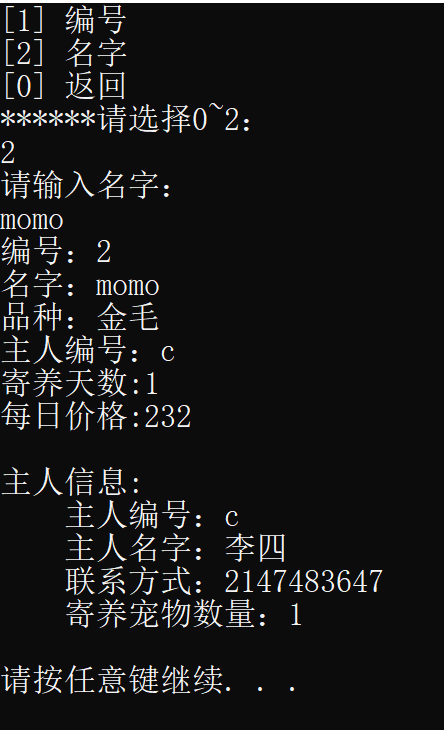 [1] 编号
[2] 名字
[0] 返回
******请选择0~2：
2
请输入名字：
momo
编号：2
名字：momo
品种：金毛
主人编号：c
寄养天数:1
每日价格:232
主人信息:
主人编号：c
主人名字：李四
联系方式：2147483647
寄养宠物数量：1
请按任意键继续. . .